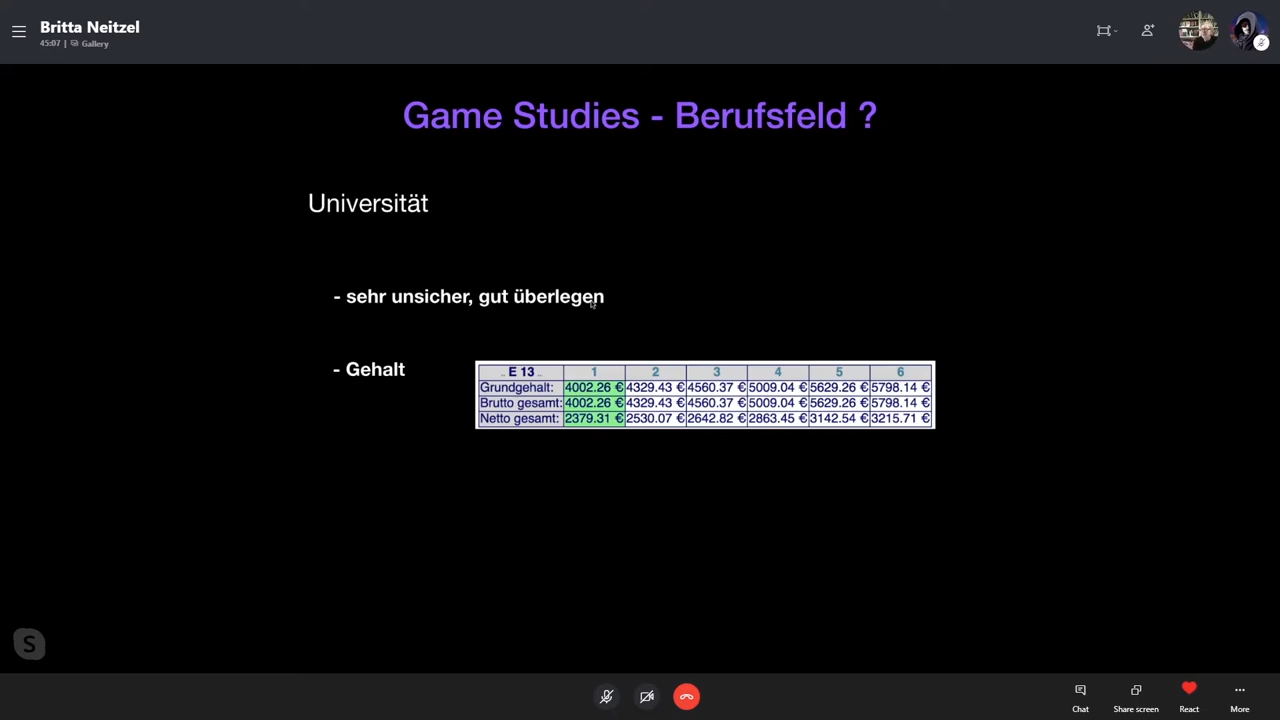 Britta Neitzel
45:07 | Gallery
Game Studies - Berufsfeld ?
Universität
- sehr unsicher, gut überlegen
- Gehalt
.. E 13 .. 1 2 3 4 5 6
Grundgehalt: 4002.26 € 4329.43 € 4560.37 € 5009.04 € 5629.26 € 5798.14 €
Brutto gesamt: 4002.26 € 4329.43 € 4560.37 € 5009.04 € 5629.26 € 5798.14 €
Netto gesamt: 2379.31 € 2530.07 € 2642.82 € 2863.45 € 3142.54 € 3215.71 €
S
Chat Share screen React More